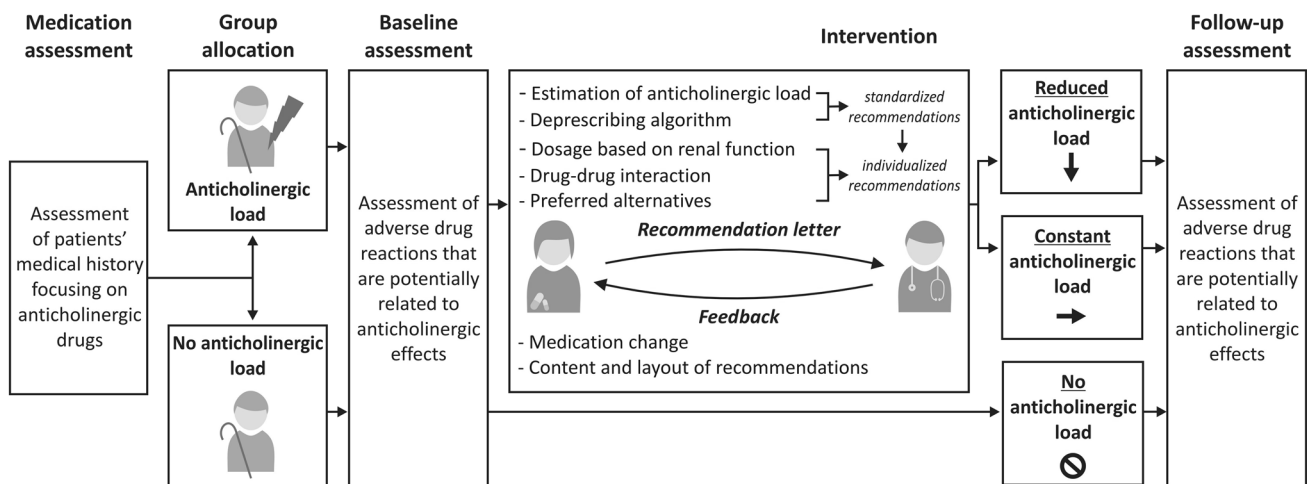 Medication
assessment
Group
allocation
Baseline
assessment
Intervention
Follow-up
assessment
Assessment
of patients’
medical history
focusing on
anticholinergic
drugs
Anticholinergic
load
No anticholinergic
load
Assessment of
adverse drug
reactions that
are potentially
related to
anticholinergic
effects
- Estimation of anticholinergic load
- Deprescribing algorithm
standardized
recommendations
- Dosage based on renal function
- Drug-drug interaction
- Preferred alternatives
individualized
recommendations
Recommendation letter
Feedback
- Medication change
- Content and layout of recommendations
Reduced
anticholinergic
load
Constant
anticholinergic
load
No
anticholinergic
load
Assessment of
adverse drug
reactions that
are potentially
related to
anticholinergic
effects